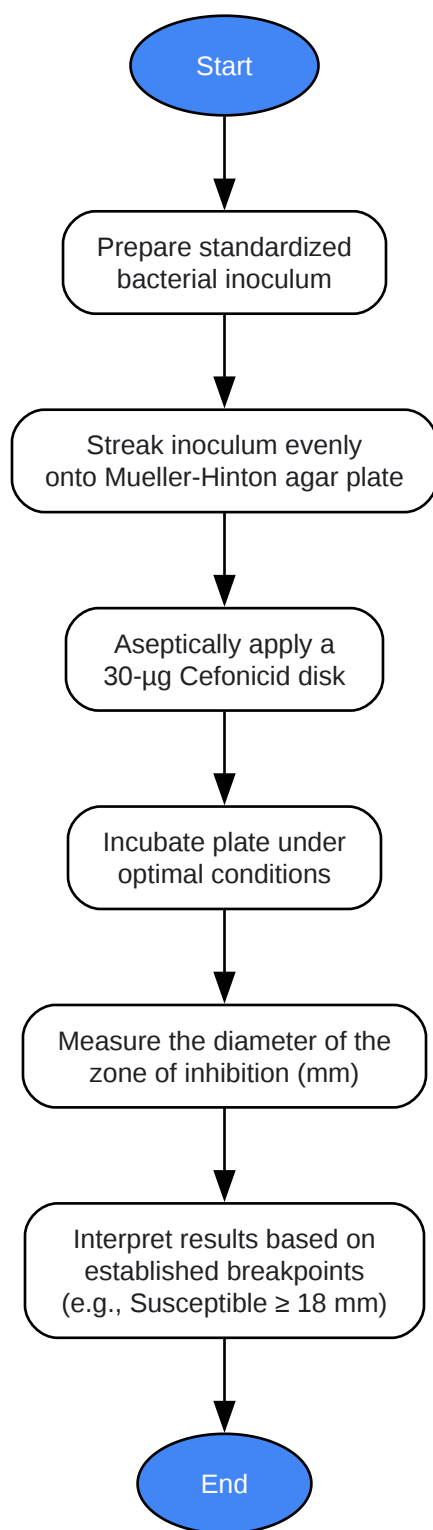 Start
Prepare standardized
bacterial inoculum
Streak inoculum evenly
onto Mueller-Hinton agar plate
Aseptically apply a
30-µg Cefonicid disk
Incubate plate under
optimal conditions
Measure the diameter of the
zone of inhibition (mm)
Interpret results based on
established breakpoints
(e.g., Susceptible ≥ 18 mm)
End